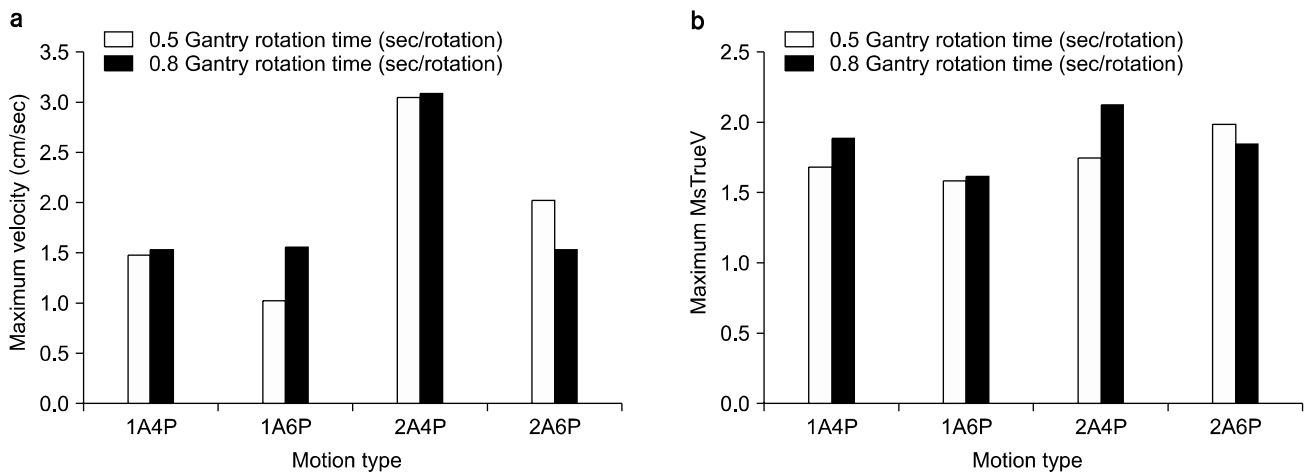 a
0.5 Gantry rotation time (sec/rotation)
0.8 Gantry rotation time (sec/rotation)
Maximum velocity (cm/sec)
3.5
3.0
2.5
2.0
1.5
1.0
0.5
0.0
1A4P 1A6P 2A4P 2A6P
Motion type
b
0.5 Gantry rotation time (sec/rotation)
0.8 Gantry rotation time (sec/rotation)
Maximum MsTrueV
2.5
2.0
1.5
1.0
0.5
0.0
1A4P 1A6P 2A4P 2A6P
Motion type